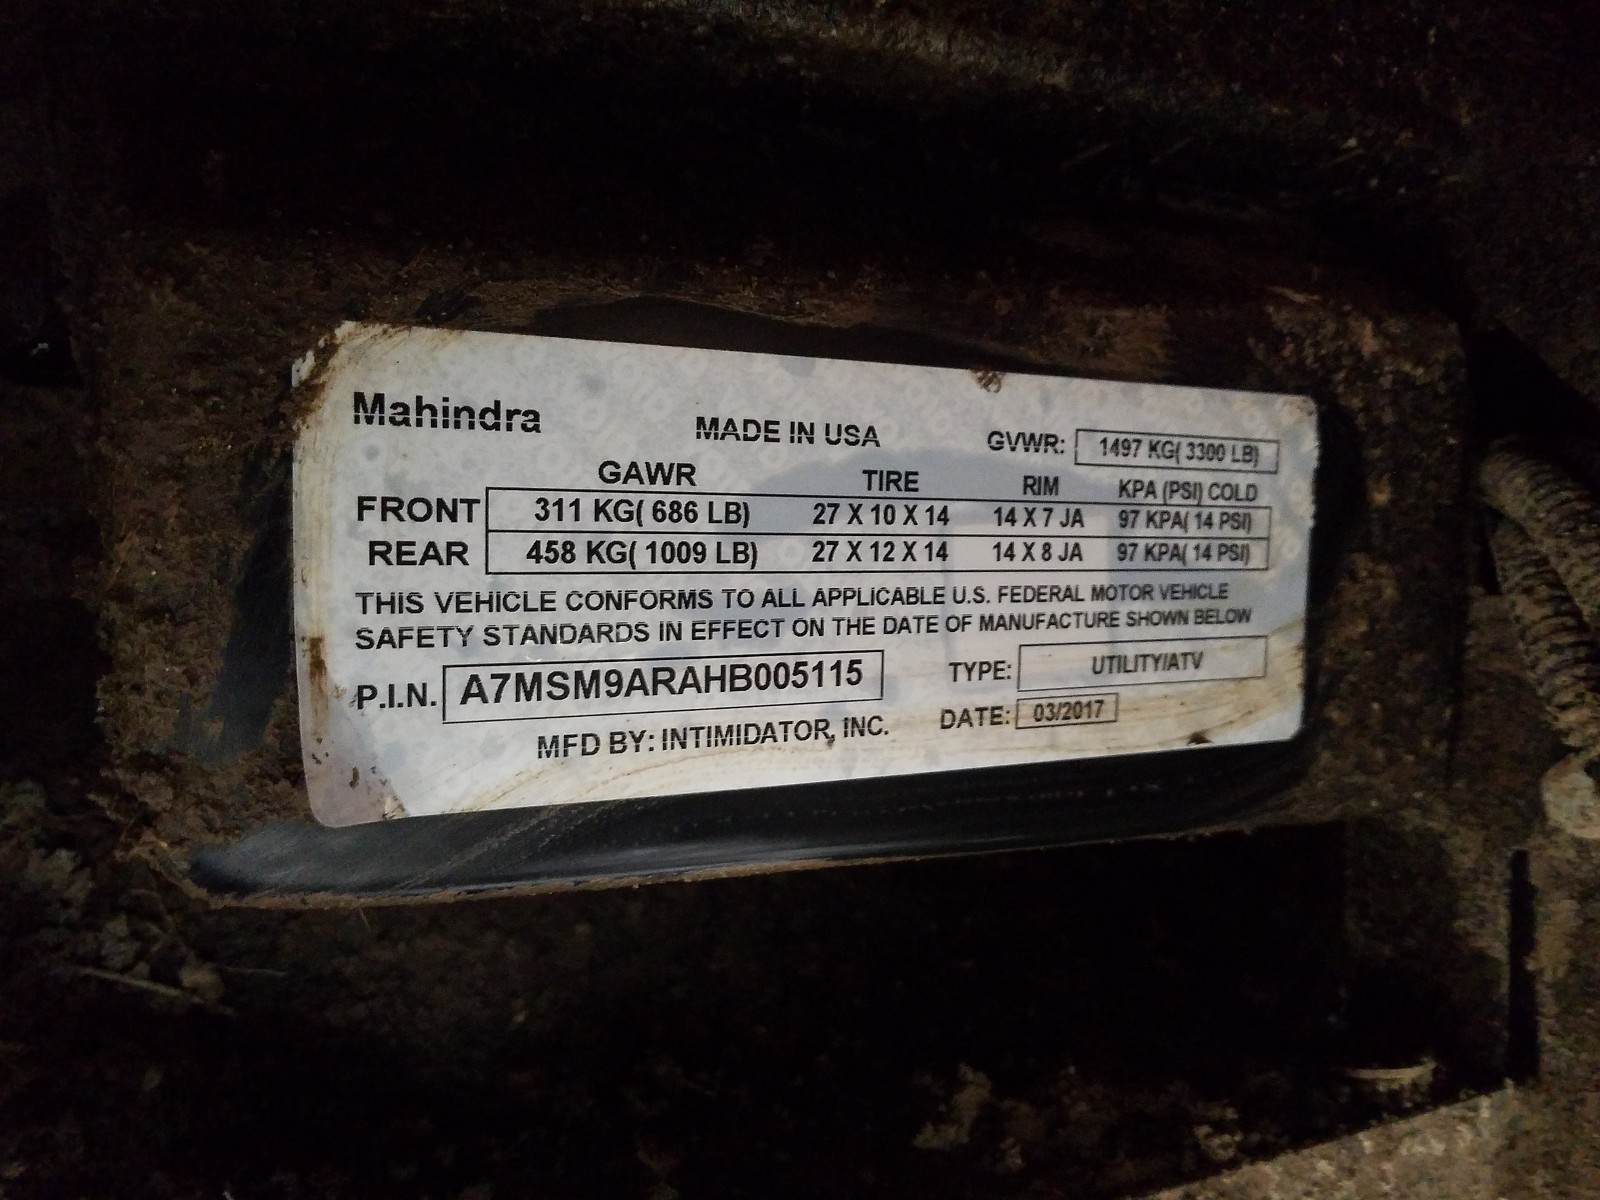 Mahindra MADE IN USA GVWR: 1497 KG( 3300 LB)
GAWR TIRE RIM KPA (PSI) COLD
FRONT 311 KG( 686 LB) 27 X 10 X 14 14 X 7 JA 97 KPA( 14 PSI)
REAR 458 KG( 1009 LB) 27 X 12 X 14 14 X 8 JA 97 KPA( 14 PSI)
THIS VEHICLE CONFORMS TO ALL APPLICABLE U.S. FEDERAL MOTOR VEHICLE
SAFETY STANDARDS IN EFFECT ON THE DATE OF MANUFACTURE SHOWN BELOW
P.I.N. A7MSM9ARAHB005115 TYPE: UTILITY/ATV
MFD BY: INTIMIDATOR, INC. DATE: 03/2017